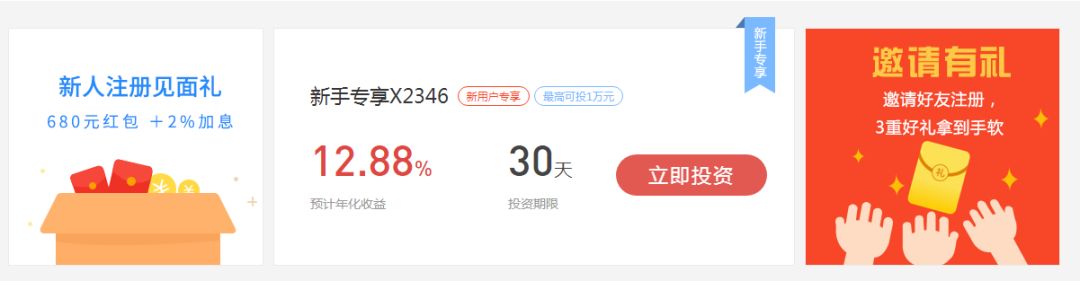 新人注册见面礼
680元红包 +2%加息
新手专享X2346 新用户专享 最高可投1万元
新手专享
12.88% 30天 立即投资
预计年化收益 投资期限
邀请有礼
邀请好友注册，
3重好礼拿到手软
礼